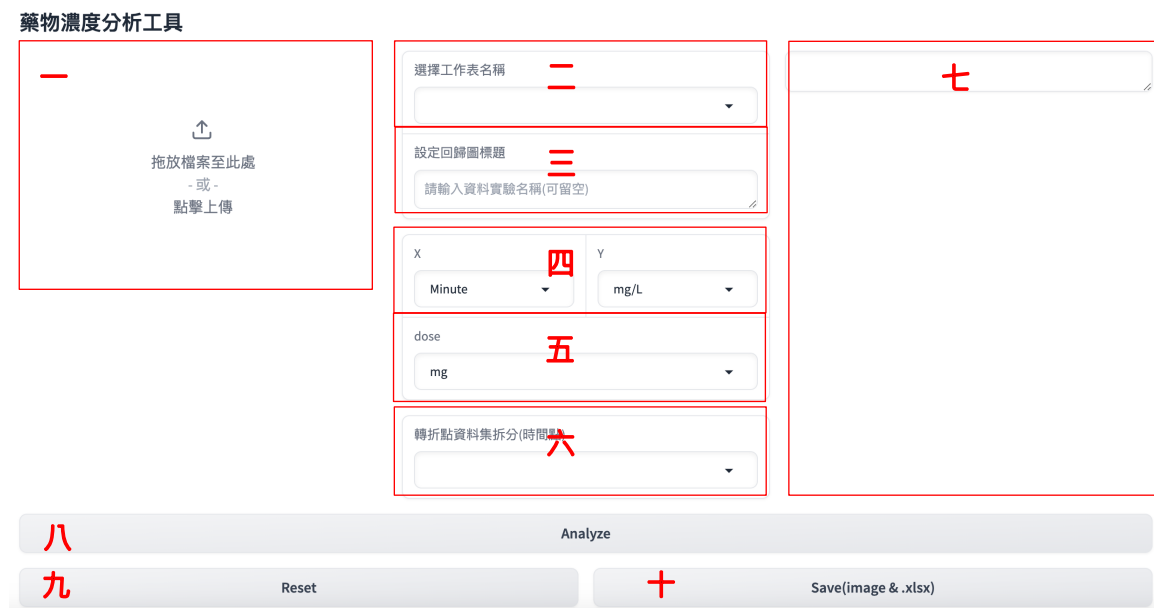 藥物濃度分析工具
一
拖放檔案至此處
- 或 -
點擊上傳
選擇工作表名稱
二
設定回歸圖標題
三
請輸入資料實驗名稱(可留空)
X
四
Y
Minute
mg/L
dose
五
mg
轉折點資料集拆分(時間點)
六
七
八
Analyze
九
Reset
十
Save(image & .xlsx)